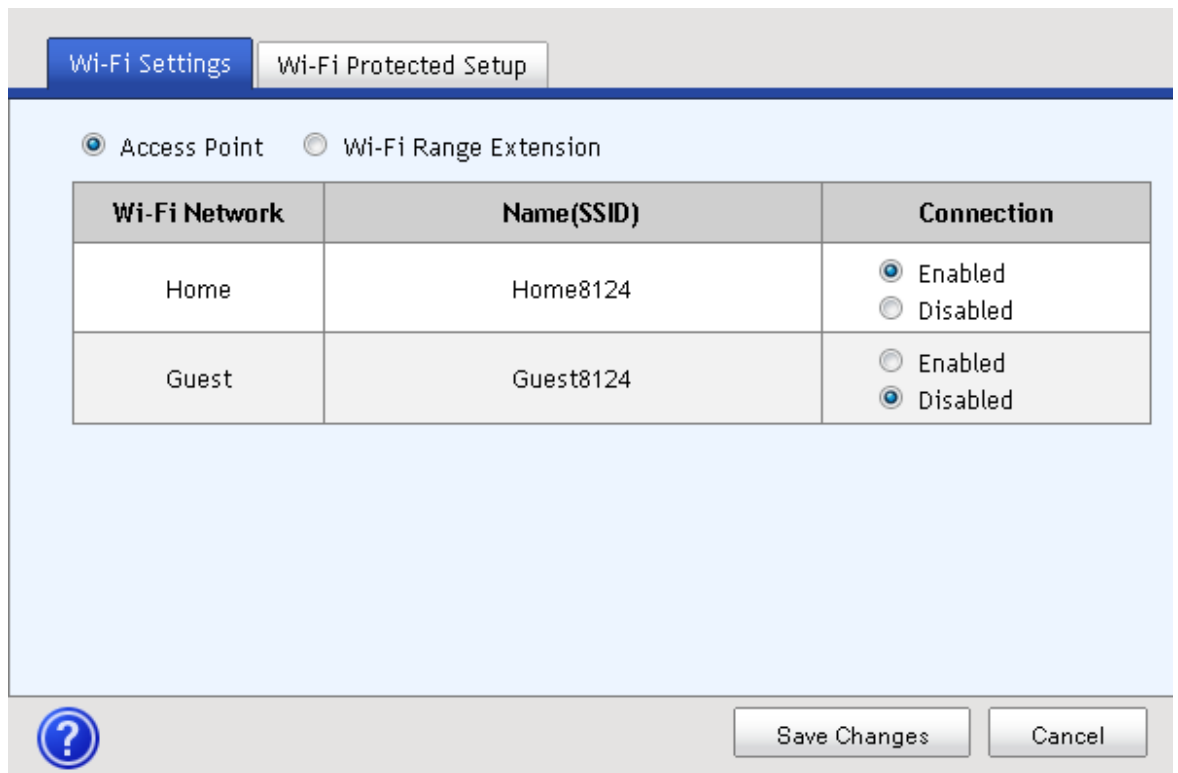 Wi-Fi Settings Wi-Fi Protected Setup
Access Point Wi-Fi Range Extension
Wi-Fi Network Name(SSID) Connection
Home Home8124 Enabled
Disabled
Guest Guest8124 Enabled
Disabled
? Save Changes Cancel